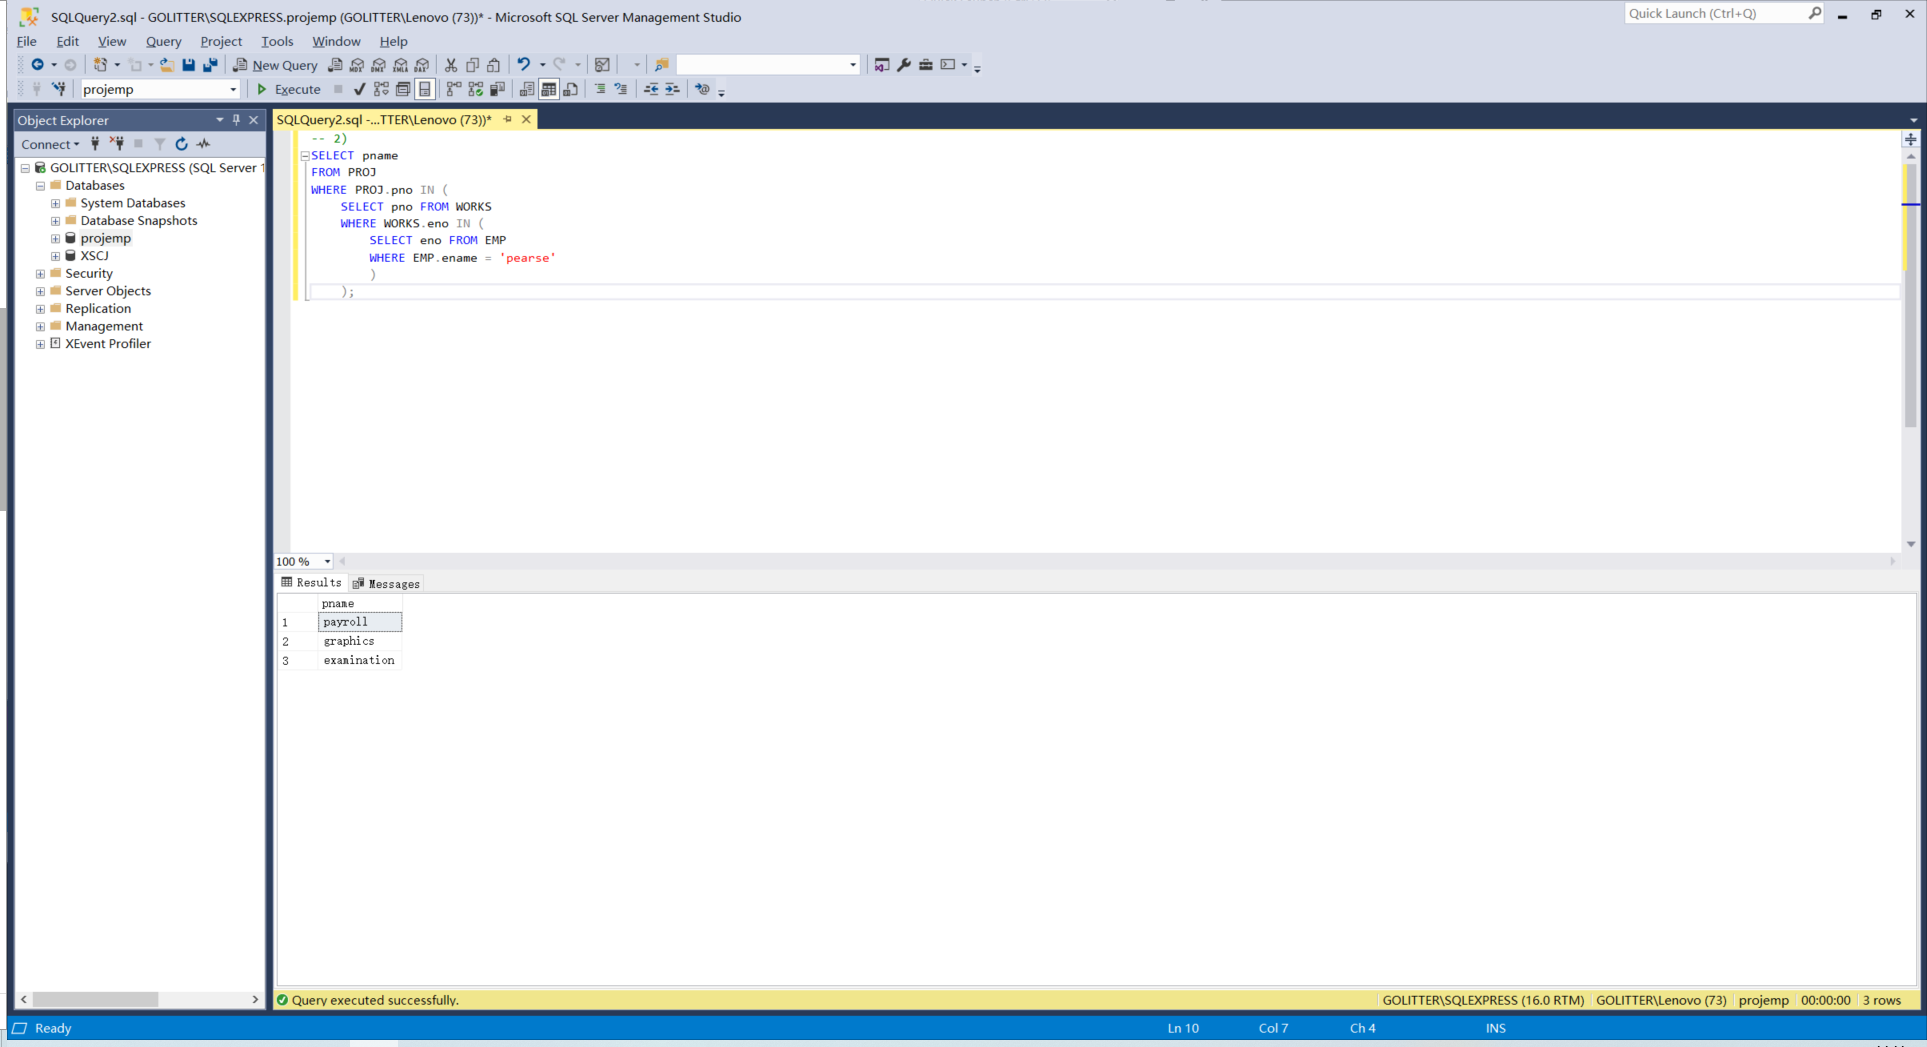 SQLQuery2.sql - GOLITTER\SQLEXPRESS.projemp (GOLITTER\Lenovo (73))* - Microsoft SQL Server Management Studio
Quick Launch (Ctrl+Q)
File Edit View Query Project Tools Window Help
New Query MDX DMX XMLA DAX
projemp Execute
Object Explorer
Connect
GOLITTER\SQLEXPRESS (SQL Server 1
Databases
System Databases
Database Snapshots
projemp
XSCJ
Security
Server Objects
Replication
Management
XEvent Profiler
SQLQuery2.sql -...TTER\Lenovo (73))*
-- 2)
SELECT pname
FROM PROJ
WHERE PROJ.pno IN (
SELECT pno FROM WORKS
WHERE WORKS.eno IN (
SELECT eno FROM EMP
WHERE EMP.ename = 'pearse'
)
);
100 %
Results Messages
pname
1 payroll
2 graphics
3 examination
Query executed successfully. GOLITTER\SQLEXPRESS (16.0 RTM) GOLITTER\Lenovo (73) projemp 00:00:00 3 rows
Ready Ln 10 Col 7 Ch 4 INS